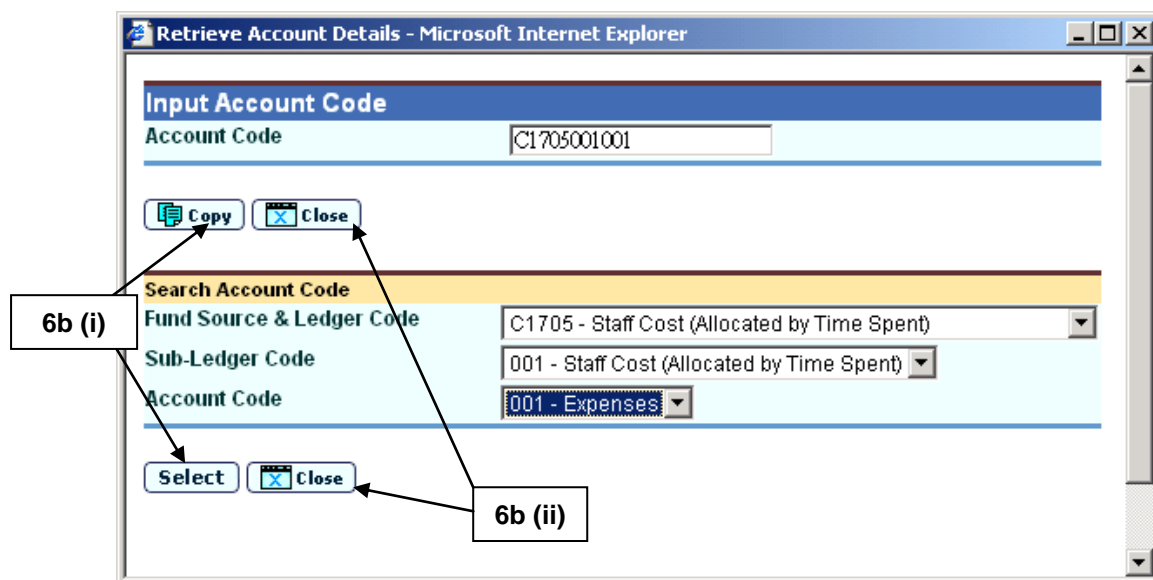 Retrieve Account Details - Microsoft Internet Explorer
Input Account Code
Account Code C1705001001
Copy Close
Search Account Code
6b (i)
Fund Source & Ledger Code C1705 - Staff Cost (Allocated by Time Spent)
Sub-Ledger Code 001 - Staff Cost (Allocated by Time Spent)
Account Code 001 - Expenses
Select Close
6b (ii)